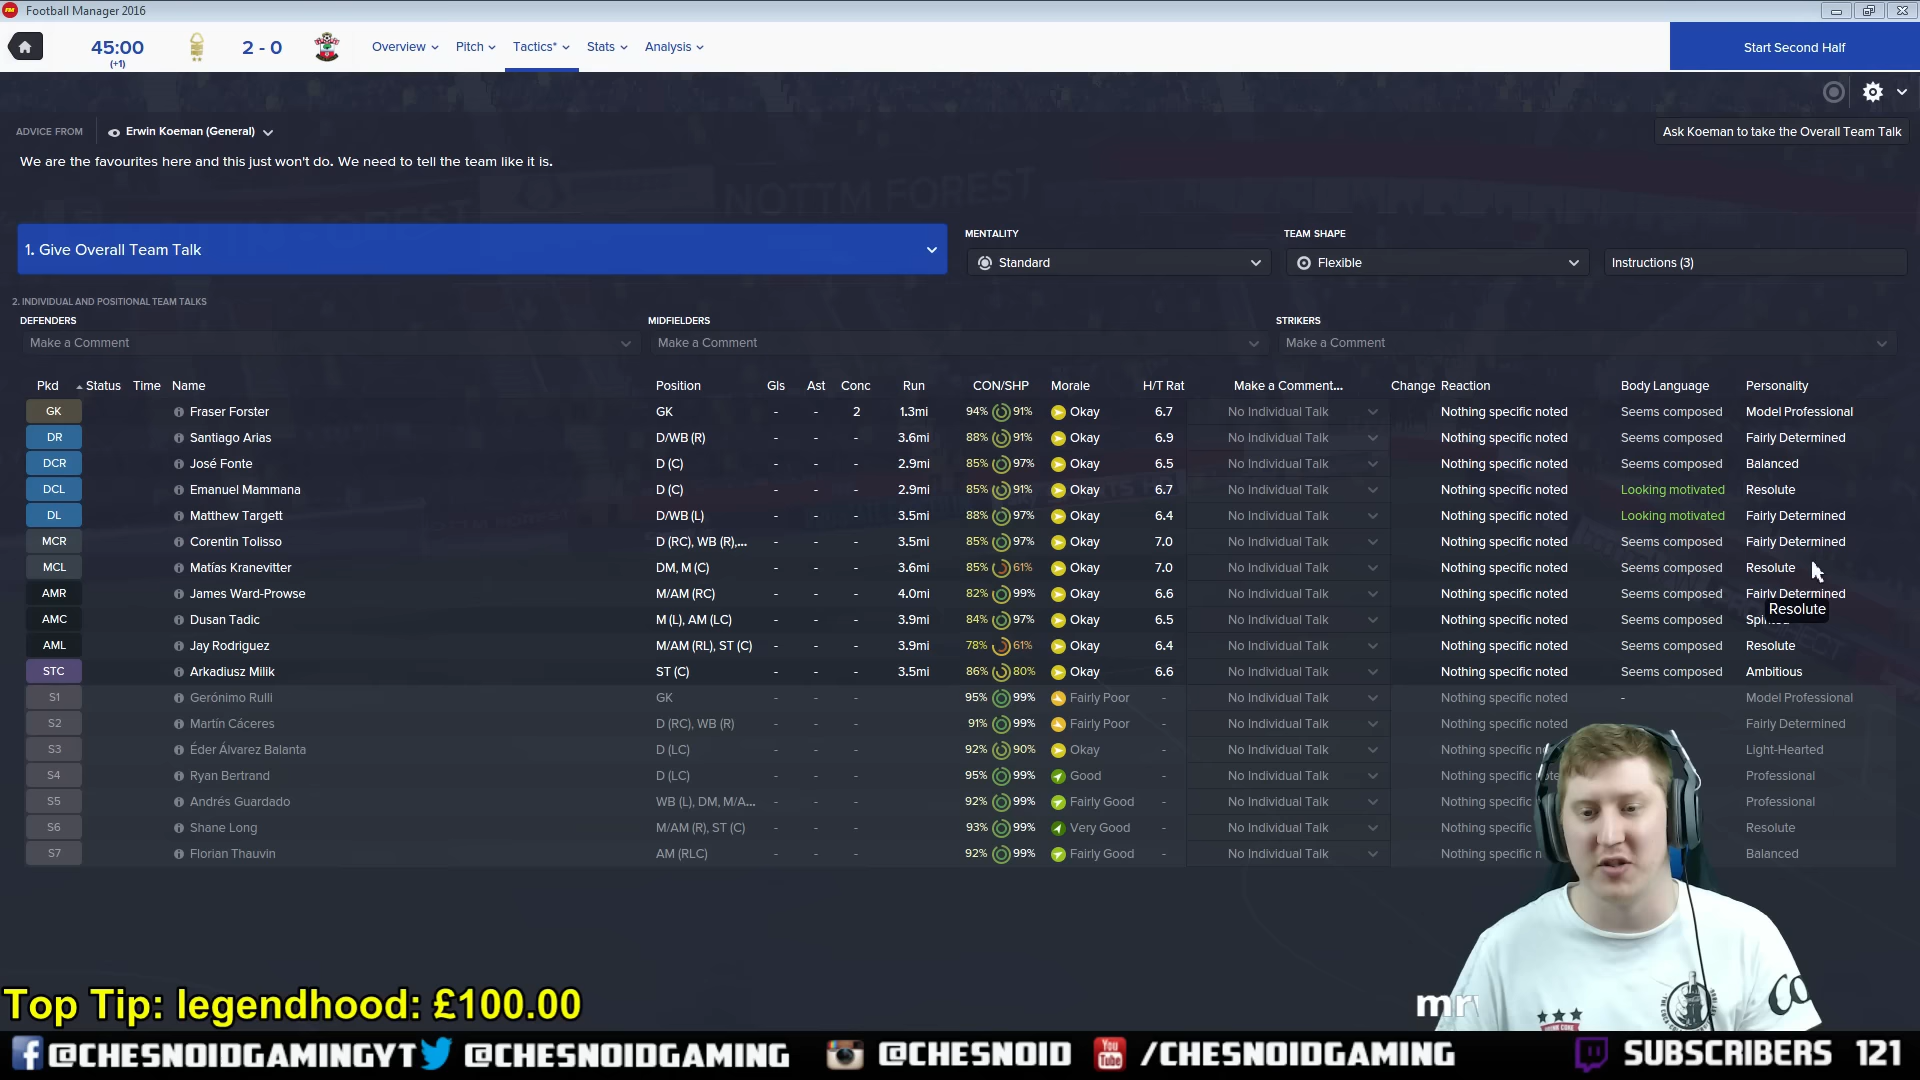 Football Manager 2016
45:00
(+1)
2 - 0
Overview
Pitch
Tactics*
Stats
Analysis
Start Second Half
ADVICE FROM
Erwin Koeman (General)
Ask Koeman to take the Overall Team Talk
We are the favourites here and this just won't do. We need to tell the team like it is.
NOTTM FOREST
1. Give Overall Team Talk
MENTALITY
Standard
TEAM SHAPE
Flexible
Instructions (3)
2. INDIVIDUAL AND POSITIONAL TEAM TALKS
DEFENDERS
MIDFIELDERS
STRIKERS
Make a Comment
Make a Comment
Make a Comment
Pkd Status Time Name Position Gls Ast Conc Run CON/SHP Morale H/T Rat Make a Comment... Change Reaction Body Language Personality
GK Fraser Forster GK - - 2 1.3mi 94% 91% Okay 6.7 No Individual Talk Nothing specific noted Seems composed Model Professional
DR Santiago Arias D/WB (R) - - - 3.6mi 88% 91% Okay 6.9 No Individual Talk Nothing specific noted Seems composed Fairly Determined
DCR José Fonte D (C) - - - 2.9mi 85% 97% Okay 6.5 No Individual Talk Nothing specific noted Seems composed Balanced
DCL Emanuel Mammana D (C) - - - 2.9mi 85% 91% Okay 6.7 No Individual Talk Nothing specific noted Looking motivated Resolute
DL Matthew Targett D/WB (L) - - - 3.5mi 88% 97% Okay 6.4 No Individual Talk Nothing specific noted Looking motivated Fairly Determined
MCR Corentin Tolisso D (RC), WB (R),... - - - 3.5mi 85% 97% Okay 7.0 No Individual Talk Nothing specific noted Seems composed Fairly Determined
MCL Matías Kranevitter DM, M (C) - - - 3.6mi 85% 61% Okay 7.0 No Individual Talk Nothing specific noted Seems composed Resolute
AMR James Ward-Prowse M/AM (RC) - - - 4.0mi 82% 99% Okay 6.6 No Individual Talk Nothing specific noted Seems composed Fairly Determined
Resolute
AMC Dusan Tadic M (L), AM (LC) - - - 3.9mi 84% 97% Okay 6.5 No Individual Talk Nothing specific noted Seems composed
AML Jay Rodriguez M/AM (RL), ST (C) - - - 3.9mi 78% 61% Okay 6.4 No Individual Talk Nothing specific noted Seems composed Resolute
STC Arkadiusz Milik ST (C) - - - 3.5mi 86% 80% Okay 6.6 No Individual Talk Nothing specific noted Seems composed Ambitious
S1 Gerónimo Rulli GK - - - 95% 99% Fairly Poor - No Individual Talk Nothing specific noted - Model Professional
S2 Martín Cáceres D (RC), WB (R) - - - 91% 99% Fairly Poor - No Individual Talk Nothing specific noted Fairly Determined
S3 Éder Álvarez Balanta D (LC) - - - 92% 90% Okay - No Individual Talk Nothing specific Light-Hearted
S4 Ryan Bertrand D (LC) - - - 95% 99% Good - No Individual Talk Nothing specific Professional
S5 Andrés Guardado WB (L), DM, M/A... - - - 92% 99% Fairly Good - No Individual Talk Nothing specific Professional
S6 Shane Long M/AM (R), ST (C) - - - 93% 99% Very Good - No Individual Talk Nothing specific Resolute
S7 Florian Thauvin AM (RLC) - - - 92% 99% Fairly Good - No Individual Talk Nothing specific Balanced
Top Tip: legendhood: £100.00
@CHESNOIDGAMINGYT @CHESNOIDGAMING @CHESNOID You Tube /CHESNOIDGAMING SUBSCRIBERS 121